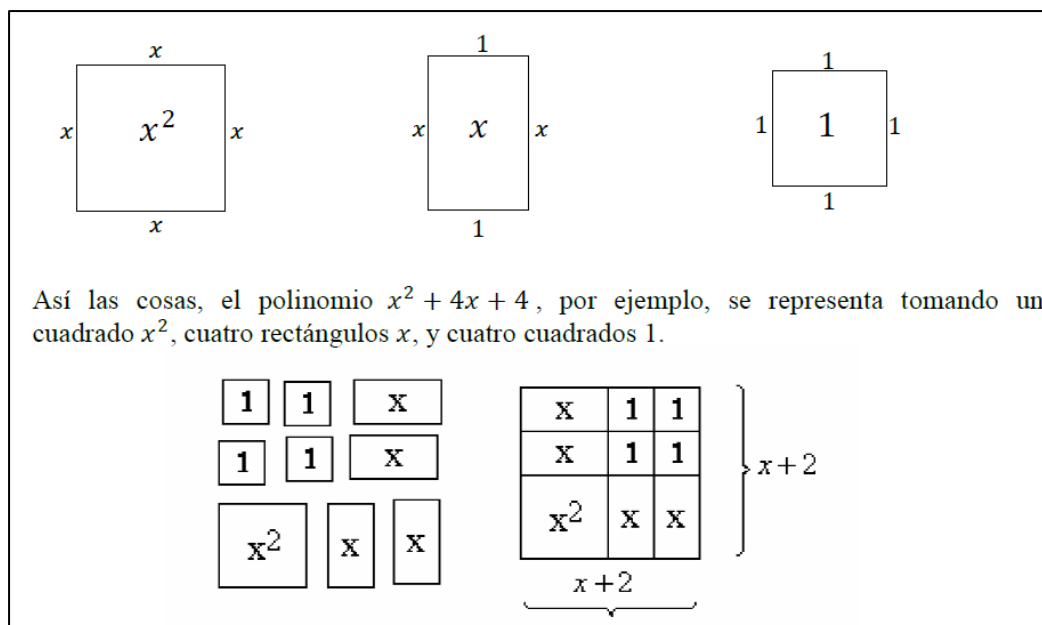 x 1 1
x x² x x x x 1 1 1
x 1 1
Así las cosas, el polinomio x² + 4x + 4 , por ejemplo, se representa tomando un
cuadrado x², cuatro rectángulos x, y cuatro cuadrados 1.
1 1 x
1 1 x
x² x x
x 1 1
x 1 1
x² x x
x + 2
x + 2